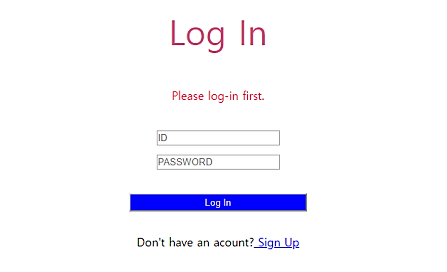 Log In
Please log-in first.
ID
PASSWORD
Log In
Don't have an acount? Sign Up